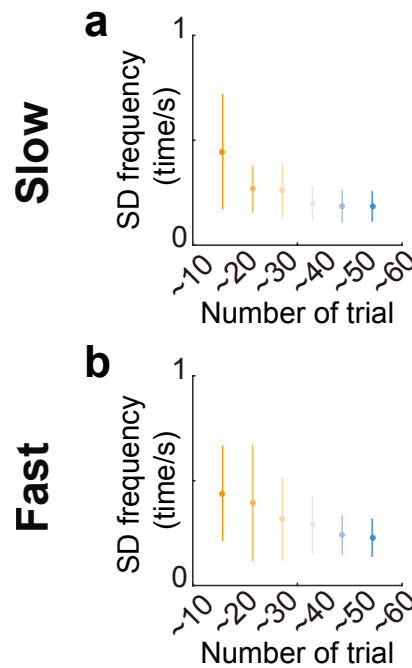 a
Slow
SD frequency
(time/s)
1
0
~10
~20
~30
~40
~50
~60
Number of trial
b
Fast
SD frequency
(time/s)
1
0
~10
~20
~30
~40
~50
~60
Number of trial